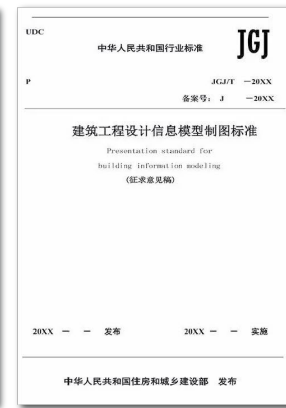 UDC
JGJ
中华人民共和国行业标准
P
JGJ/T －20XX
备案号： J －20XX
建筑工程设计信息模型制图标准
Presentation standard for
building information modeling
(征求意见稿)
20XX － － 发布 20XX － － 实施
中华人民共和国住房和城乡建设部 发布